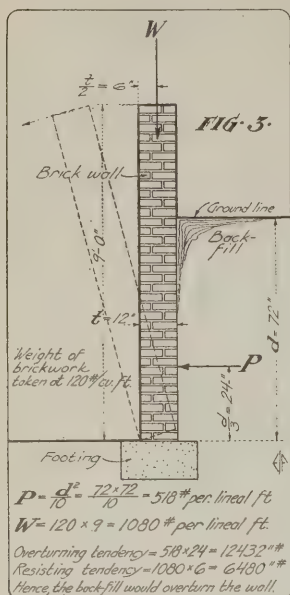 W
t/2 = 6"
FIG. 3.
Brick wall
Ground line
Back-
fill
9'-0"
t = 12"
d = 72"
Weight of
brickwork
taken at 120#/cu. ft.
P
d/3 = 24"
Footing
P = d²/10 = 72 x 72/10 = 518# per. lineal ft.
W = 120 x 9 = 1080# per lineal ft
Overturning tendency = 518 x 24 = 12432"#
Resisting tendency = 1080 x 6 = 6480"#
Hence, the back-fill would overturn the wall.